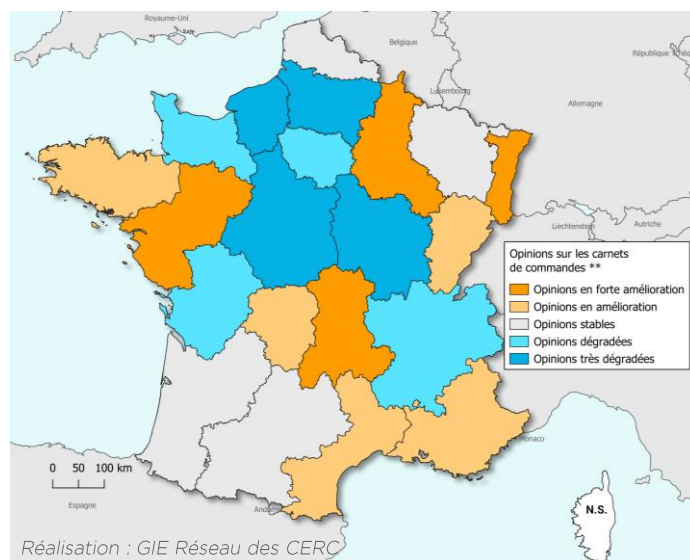 Royaume-Uni
Belgique
République Tchè
Luxembourg
Allemagne
Liechtenstein
Autriche
Opinions sur les carnets
de commandes **
Opinions en forte amélioration
Opinions en amélioration
Opinions stables
Opinions dégradées
Opinions très dégradées
Monaco
0 50 100 km
Espagne
Andorre
N.S.
Réalisation : GIE Réseau des CERC